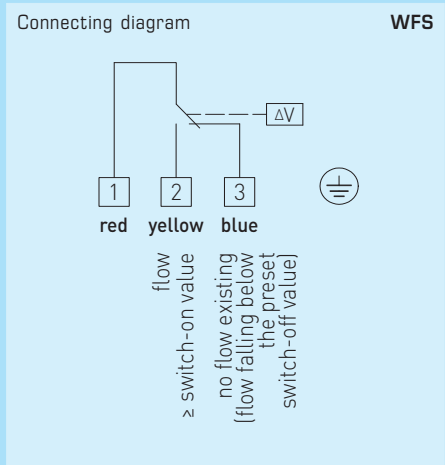 Connecting diagram WFS
ΔV
1 2 3
red yellow blue
flow
≥ switch-on value
no flow existing
(flow falling below
the preset
switch-off value)